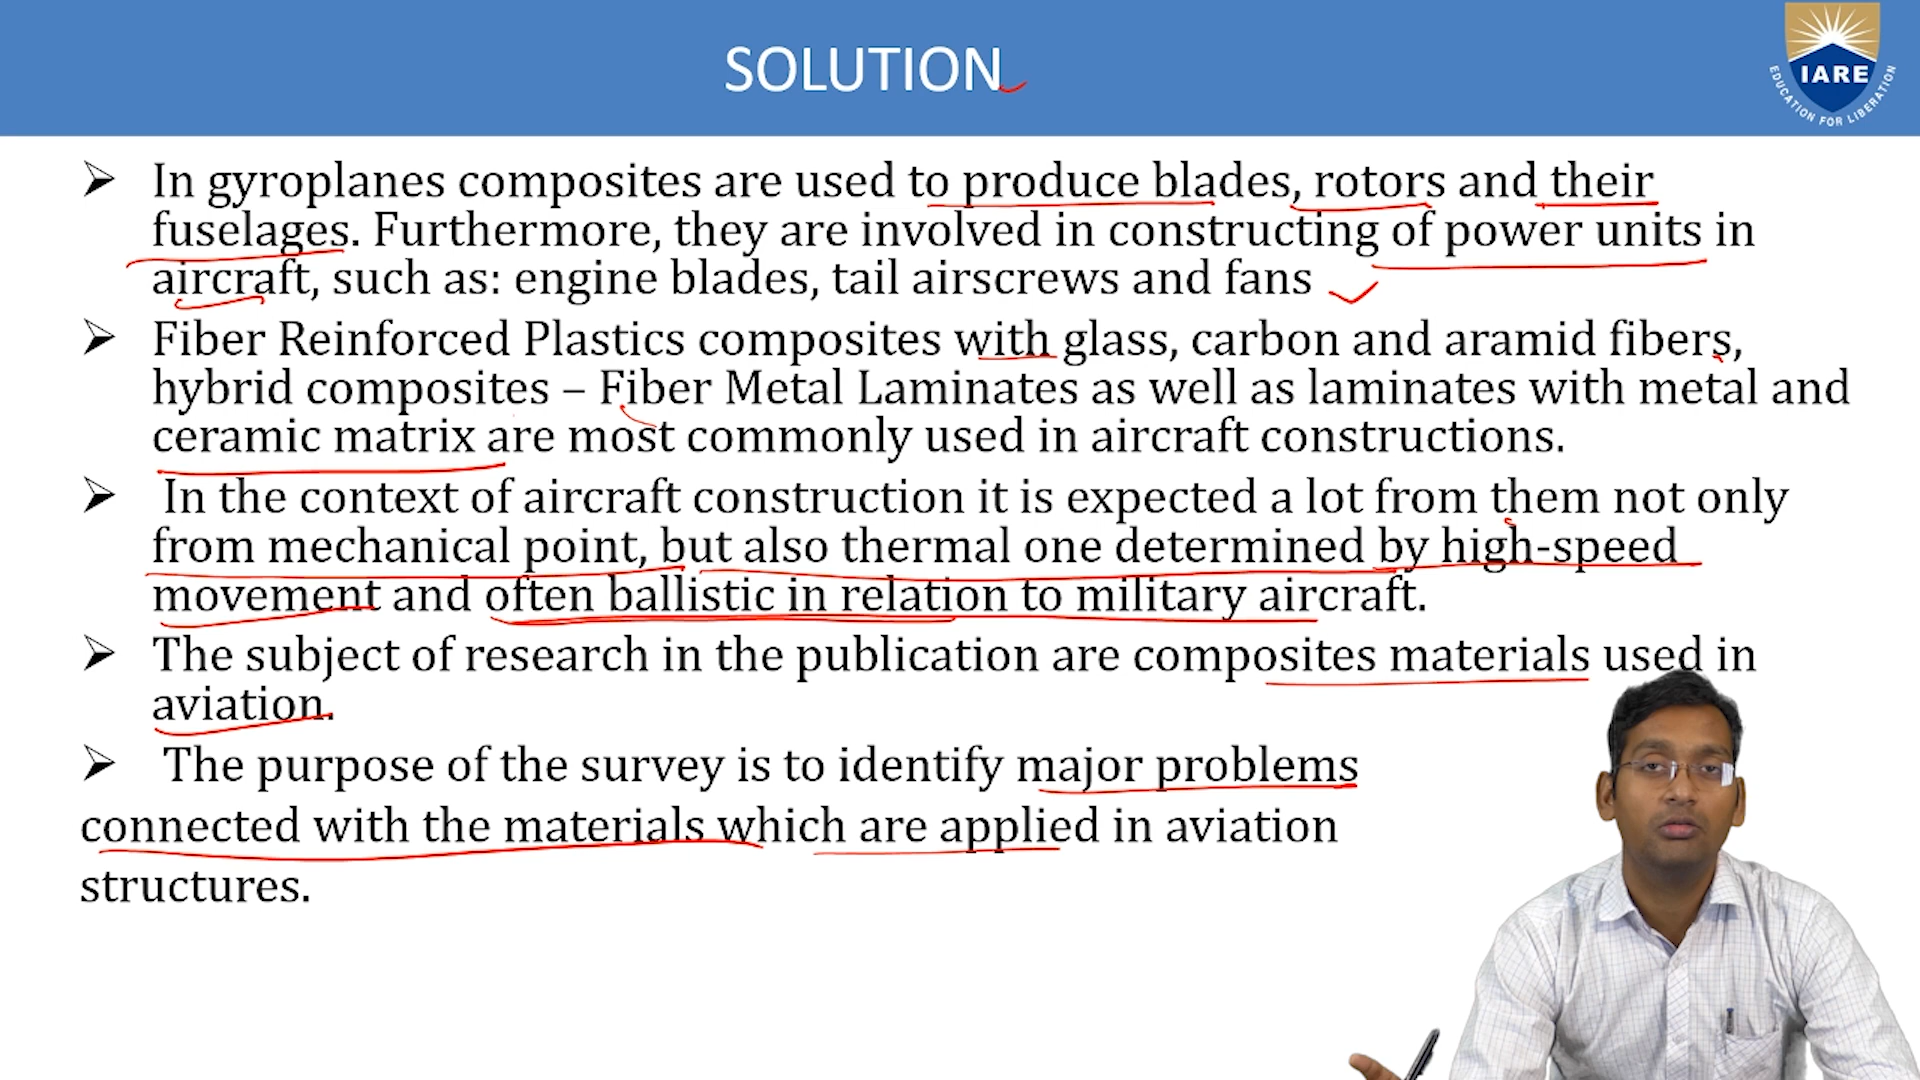 SOLUTION
IARE
EDUCATION FOR LIBERATION
➢ In gyroplanes composites are used to produce blades, rotors and their
fuselages. Furthermore, they are involved in constructing of power units in
aircraft, such as: engine blades, tail airscrews and fans
➢ Fiber Reinforced Plastics composites with glass, carbon and aramid fibers,
hybrid composites – Fiber Metal Laminates as well as laminates with metal and
ceramic matrix are most commonly used in aircraft constructions.
➢ In the context of aircraft construction it is expected a lot from them not only
from mechanical point, but also thermal one determined by high-speed
movement and often ballistic in relation to military aircraft.
➢ The subject of research in the publication are composites materials used in
aviation.
➢ The purpose of the survey is to identify major problems
connected with the materials which are applied in aviation
structures.